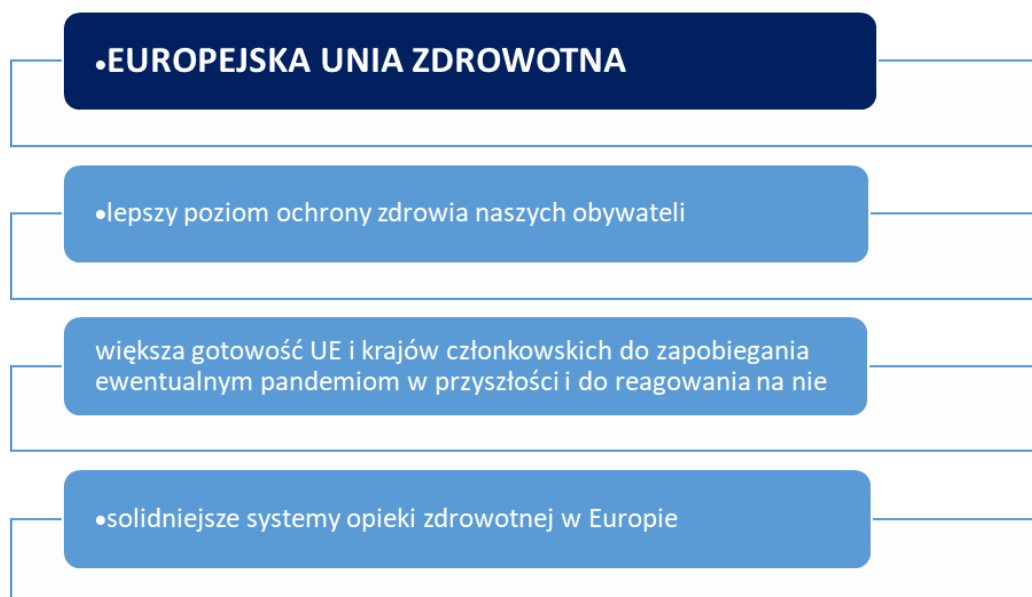 •EUROPEJSKA UNIA ZDROWOTNA
•lepszy poziom ochrony zdrowia naszych obywateli
większa gotowość UE i krajów członkowskich do zapobiegania
ewentualnym pandemiom w przyszłości i do reagowania na nie
•solidniejsze systemy opieki zdrowotnej w Europie